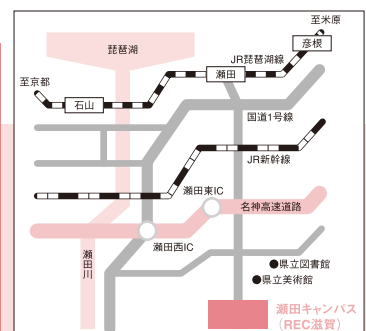 至米原
彦根
琵琶湖
JR琵琶湖線
瀬田
至京都
石山
国道1号線
JR新幹線
瀬田東IC
名神高速道路
瀬田西IC
瀬田川
●県立図書館
●県立美術館
瀬田キャンパス
（REC滋賀）